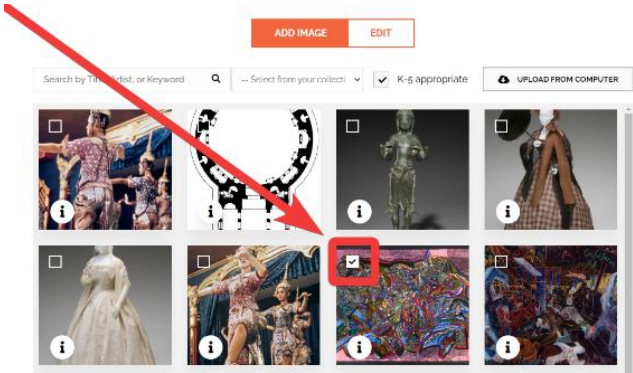 ADD IMAGE EDIT
Search by Title, Artist, or Keyword -- Select from your collecti K-5 appropriate UPLOAD FROM COMPUTER
i i i i
i i i i